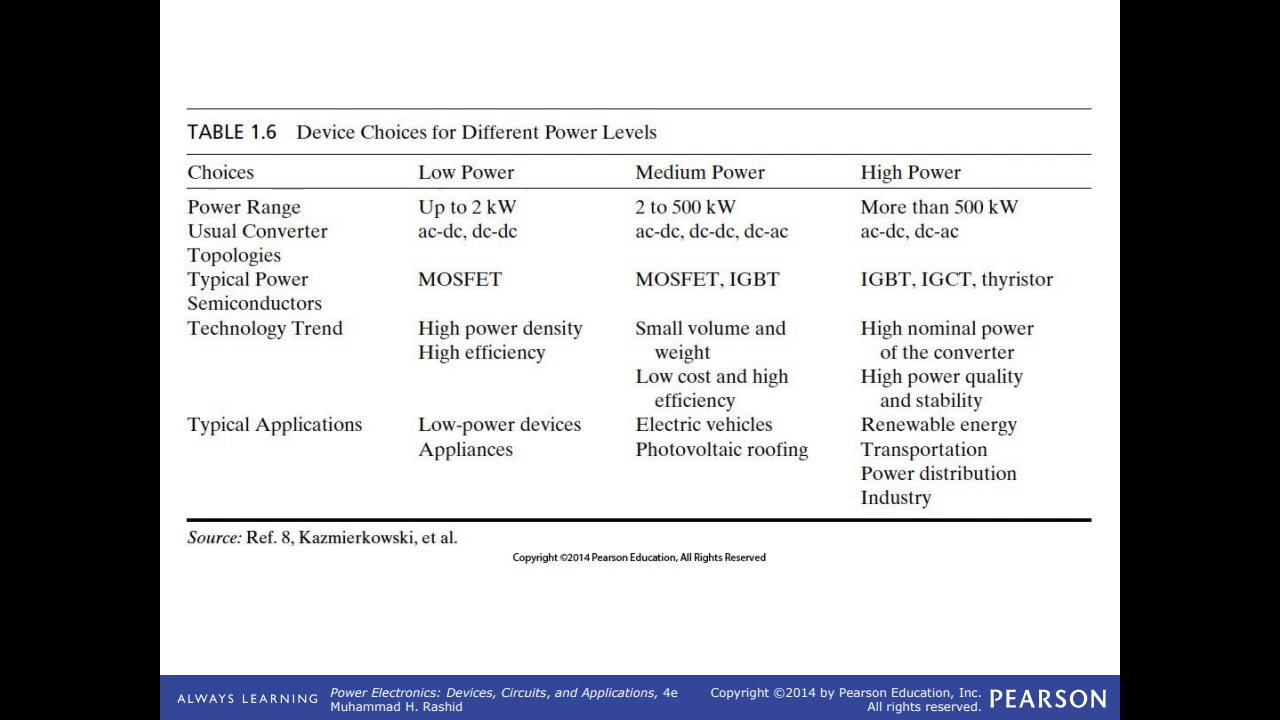 TABLE 1.6 Device Choices for Different Power Levels
Choices Low Power Medium Power High Power
Power Range Up to 2 kW 2 to 500 kW More than 500 kW
Usual Converter ac-dc, dc-dc ac-dc, dc-dc, dc-ac ac-dc, dc-ac
Topologies
Typical Power MOSFET MOSFET, IGBT IGBT, IGCT, thyristor
Semiconductors
Technology Trend High power density Small volume and High nominal power
High efficiency weight of the converter
Low cost and high High power quality
efficiency and stability
Typical Applications Low-power devices Electric vehicles Renewable energy
Appliances Photovoltaic roofing Transportation
Power distribution
Industry
Source: Ref. 8, Kazmierkowski, et al.
Copyright ©2014 Pearson Education, All Rights Reserved
ALWAYS LEARNING Power Electronics: Devices, Circuits, and Applications, 4e Copyright ©2014 by Pearson Education, Inc. PEARSON
Muhammad H. Rashid All rights reserved.